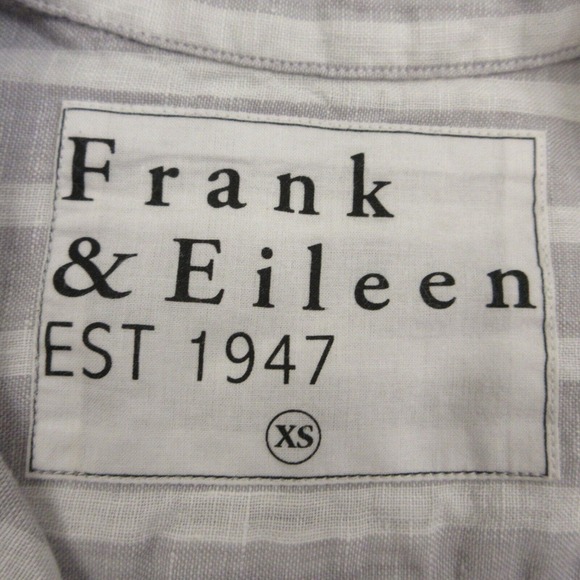 Frank
& Eileen
EST 1947
XS